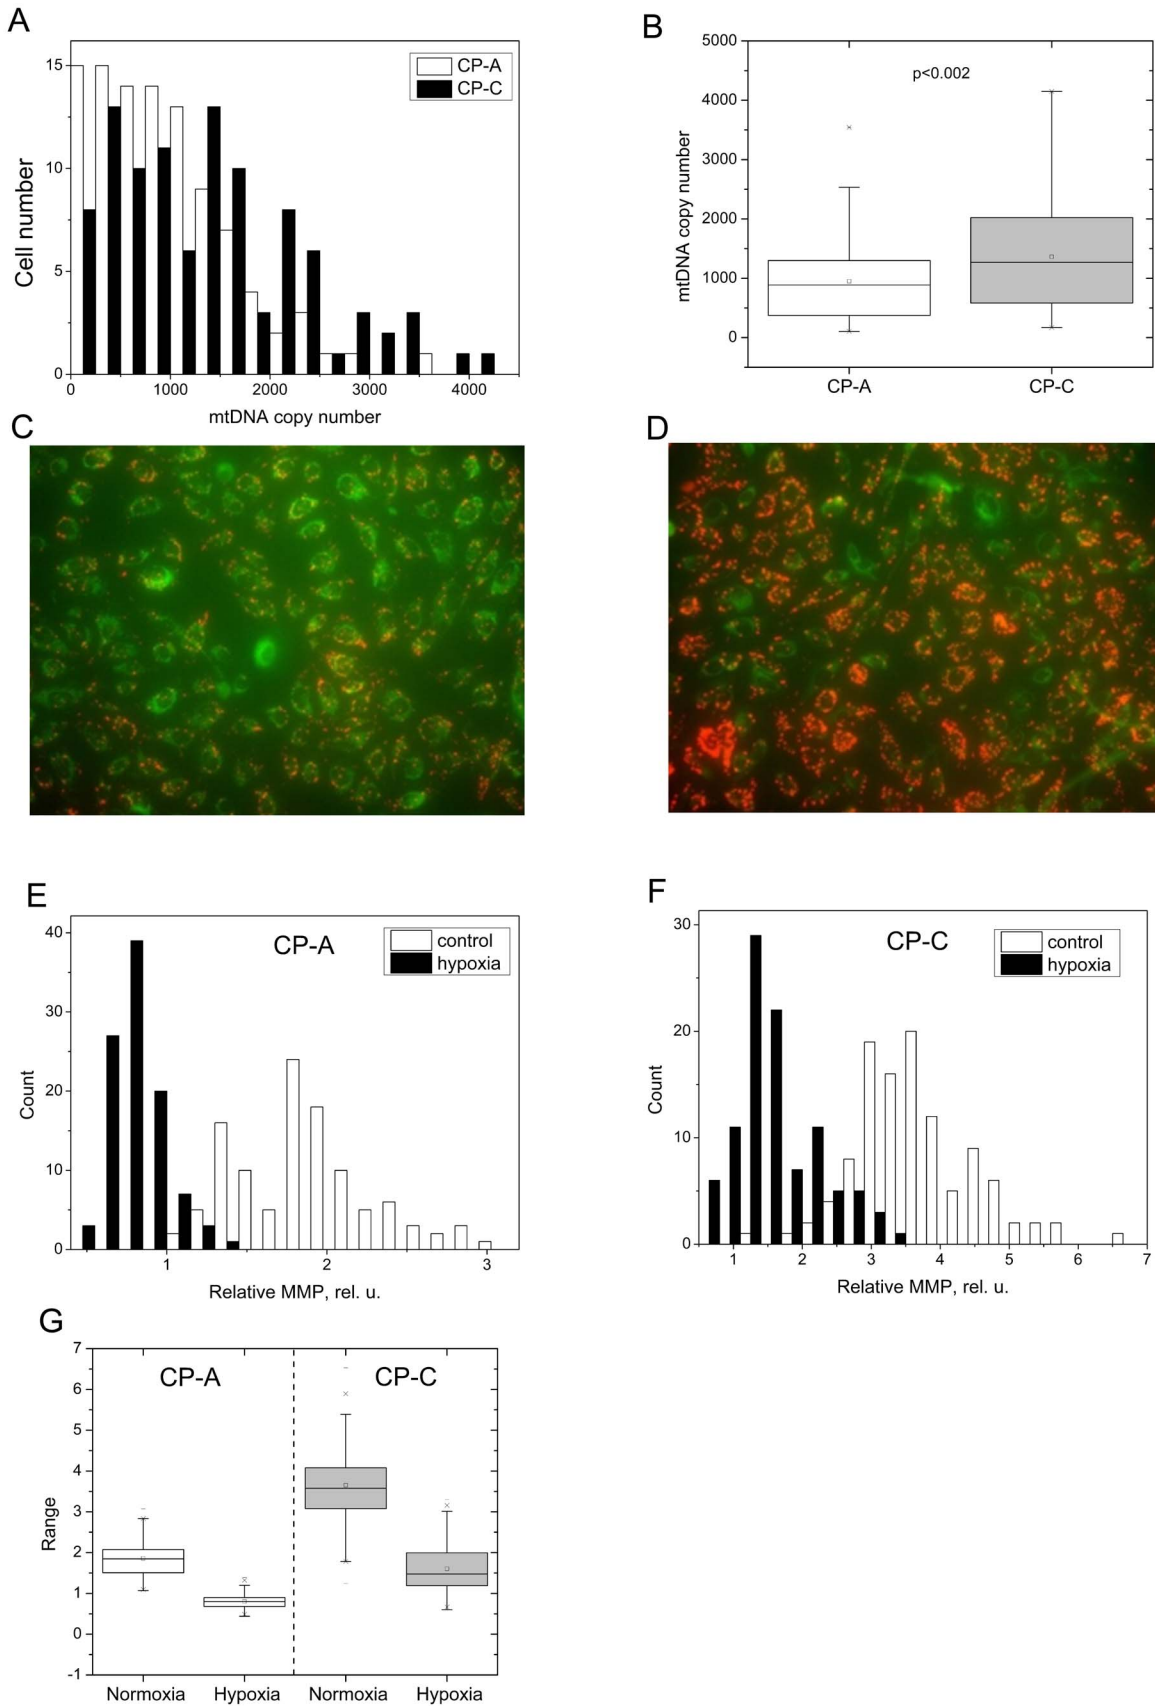 A
CP-A
CP-C
15
10
5
0
Cell number
0 1000 2000 3000 4000
mtDNA copy number
B
p<0.002
5000
4000
3000
2000
1000
0
mtDNA copy number
CP-A CP-C
C
D
E
CP-A
control
hypoxia
40
30
20
10
0
Count
1 2 3
Relative MMP, rel. u.
F
CP-C
control
hypoxia
30
20
10
0
Count
1 2 3 4 5 6 7
Relative MMP, rel. u.
G
CP-A CP-C
7
6
5
4
3
2
1
0
-1
Range
Normoxia Hypoxia Normoxia Hypoxia